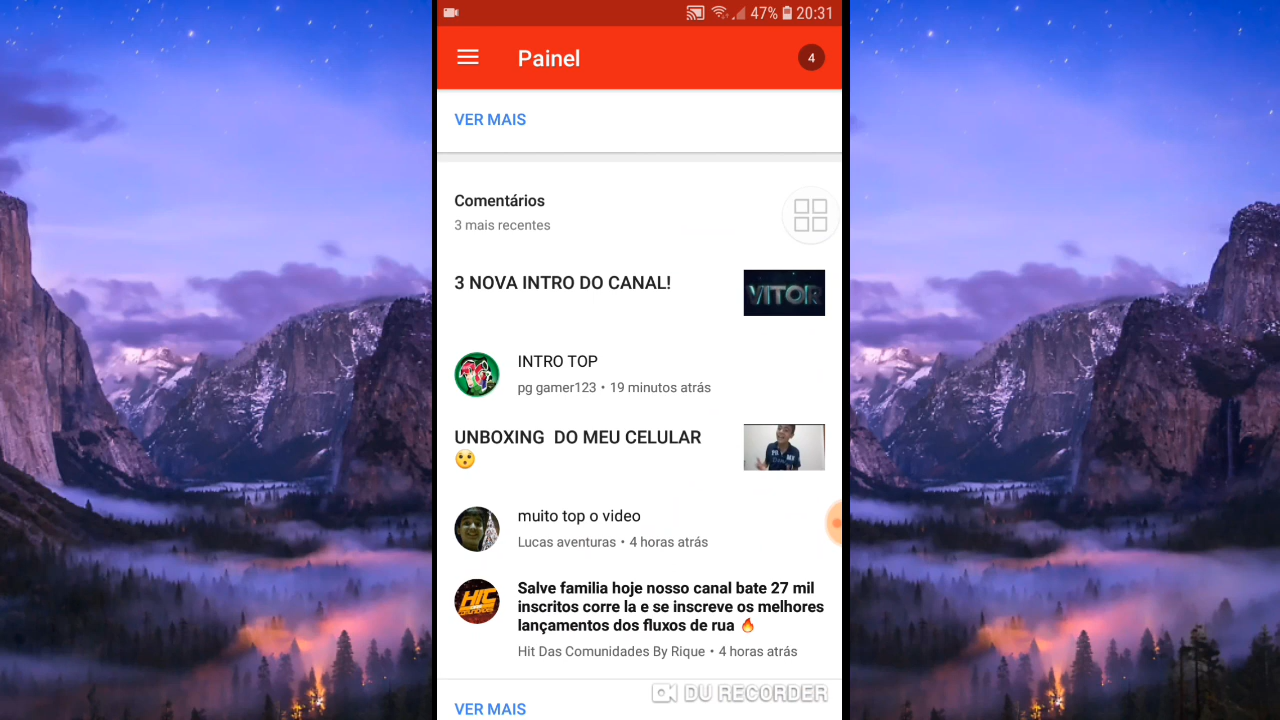 47% 20:31
Painel
4
VER MAIS
Comentários
3 mais recentes
3 NOVA INTRO DO CANAL!
VITOR
INTRO TOP
pg gamer123 • 19 minutos atrás
UNBOXING DO MEU CELULAR
😮
muito top o video
Lucas aventuras • 4 horas atrás
Salve familia hoje nosso canal bate 27 mil
inscritos corre la e se inscreve os melhores
lançamentos dos fluxos de rua 🔥
Hit Das Comunidades By Rique • 4 horas atrás
DU RECORDER
VER MAIS